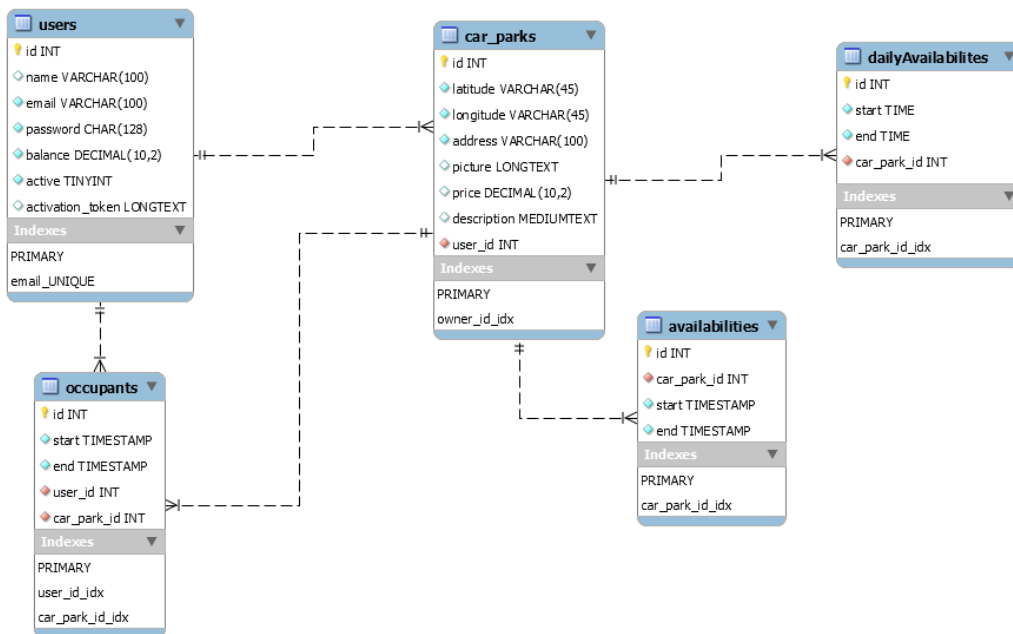 users
id INT
name VARCHAR(100)
email VARCHAR(100)
password CHAR(128)
balance DECIMAL(10,2)
active TINYINT
activation_token LONGTEXT
Indexes
PRIMARY
email_UNIQUE
car_parks
id INT
latitude VARCHAR(45)
longitude VARCHAR(45)
address VARCHAR(100)
picture LONGTEXT
price DECIMAL(10,2)
description MEDIUMTEXT
user_id INT
Indexes
PRIMARY
owner_id_idx
dailyAvailabilites
id INT
start TIME
end TIME
car_park_id INT
Indexes
PRIMARY
car_park_id_idx
availabilities
id INT
car_park_id INT
start TIMESTAMP
end TIMESTAMP
Indexes
PRIMARY
car_park_id_idx
occupants
id INT
start TIMESTAMP
end TIMESTAMP
user_id INT
car_park_id INT
Indexes
PRIMARY
user_id_idx
car_park_id_idx